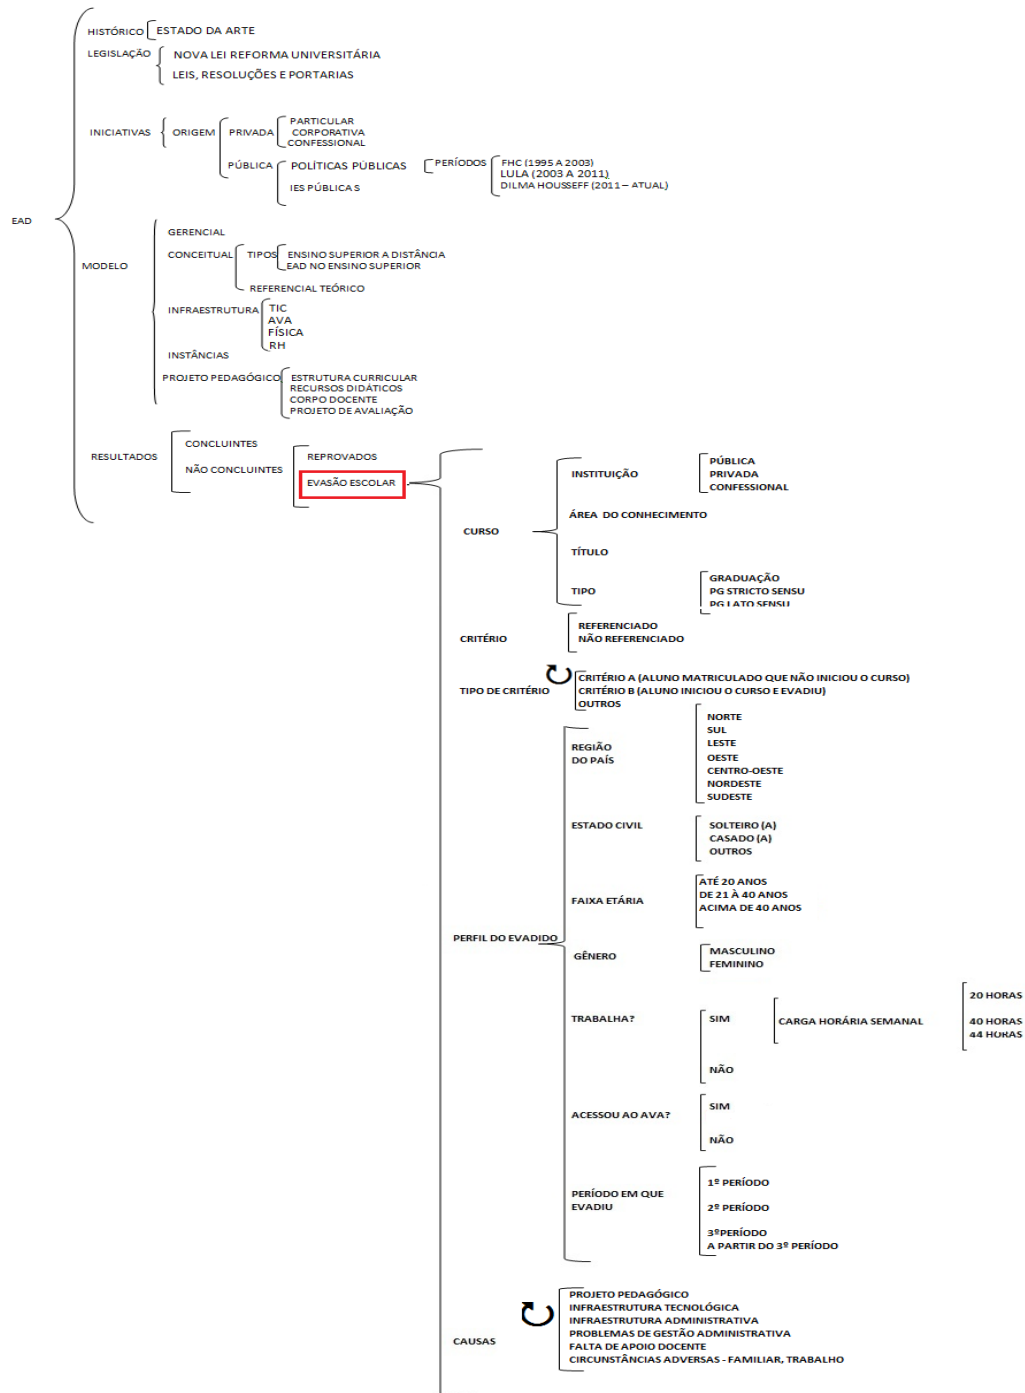 HISTÓRICO
ESTADO DA ARTE
LEGISLAÇÃO
NOVA LEI REFORMA UNIVERSITÁRIA
LEIS, RESOLUÇÕES E PORTARIAS
INICIATIVAS
ORIGEM
PRIVADA
PARTICULAR
CORPORATIVA
CONFESSIONAL
PÚBLICA
POLÍTICAS PÚBLICAS
PERÍODOS
FHC (1995 A 2003)
LULA (2003 A 2011)
DILMA HOUSSEFF (2011 – ATUAL)
IES PÚBLICA S
EAD
MODELO
GERENCIAL
CONCEITUAL
TIPOS
ENSINO SUPERIOR A DISTÂNCIA
EAD NO ENSINO SUPERIOR
REFERENCIAL TEÓRICO
INFRAESTRUTURA
TIC
AVA
FÍSICA
RH
INSTÂNCIAS
PROJETO PEDAGÓGICO
ESTRUTURA CURRICULAR
RECURSOS DIDÁTICOS
CORPO DOCENTE
PROJETO DE AVALIAÇÃO
RESULTADOS
CONCLUINTES
NÃO CONCLUINTES
REPROVADOS
EVASÃO ESCOLAR
CURSO
INSTITUIÇÃO
PÚBLICA
PRIVADA
CONFESSIONAL
ÁREA DO CONHECIMENTO
TÍTULO
TIPO
GRADUAÇÃO
PG STRICTO SENSU
PG LATO SENSU
CRITÉRIO
REFERENCIADO
NÃO REFERENCIADO
TIPO DE CRITÉRIO
CRITÉRIO A (ALUNO MATRICULADO QUE NÃO INICIOU O CURSO)
CRITÉRIO B (ALUNO INICIOU O CURSO E EVADIU)
OUTROS
PERFIL DO EVADIDO
REGIÃO
DO PAÍS
NORTE
SUL
LESTE
OESTE
CENTRO-OESTE
NORDESTE
SUDESTE
ESTADO CIVIL
SOLTEIRO (A)
CASADO (A)
OUTROS
FAIXA ETÁRIA
ATÉ 20 ANOS
DE 21 À 40 ANOS
ACIMA DE 40 ANOS
GÊNERO
MASCULINO
FEMININO
TRABALHA?
SIM
CARGA HORÁRIA SEMANAL
20 HORAS
40 HORAS
44 HORAS
NÃO
ACESSOU AO AVA?
SIM
NÃO
PERÍODO EM QUE
EVADIU
1º PERÍODO
2º PERÍODO
3ºPERÍODO
A PARTIR DO 3º PERÍODO
CAUSAS
PROJETO PEDAGÓGICO
INFRAESTRUTURA TECNOLÓGICA
INFRAESTRUTURA ADMINISTRATIVA
PROBLEMAS DE GESTÃO ADMINISTRATIVA
FALTA DE APOIO DOCENTE
CIRCUNSTÂNCIAS ADVERSAS - FAMILIAR, TRABALHO